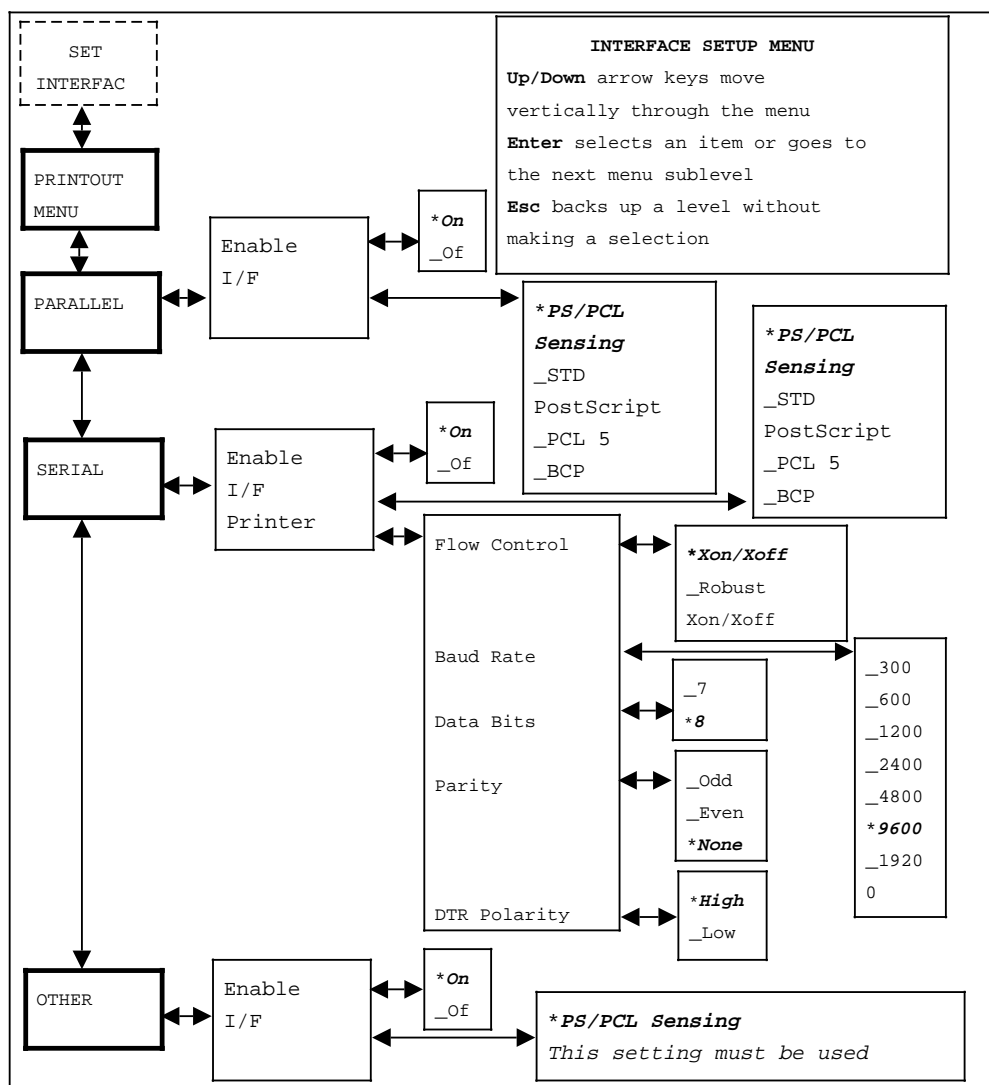 SET
INTERFAC
INTERFACE SETUP MENU
Up/Down arrow keys move
vertically through the menu
Enter selects an item or goes to
the next menu sublevel
Esc backs up a level without
making a selection
PRINTOUT
MENU
PARALLEL
Enable
I/F
*On
_Of
*PS/PCL
Sensing
_STD
PostScript
_PCL 5
_BCP
SERIAL
Enable
I/F
Printer
*On
_Of
*PS/PCL
Sensing
_STD
PostScript
_PCL 5
_BCP
Flow Control
*Xon/Xoff
_Robust
Xon/Xoff
Baud Rate
_300
_600
_1200
_2400
_4800
*9600
_1920
0
Data Bits
_7
*8
Parity
_Odd
_Even
*None
DTR Polarity
*High
_Low
OTHER
Enable
I/F
*On
_Of
*PS/PCL Sensing
This setting must be used